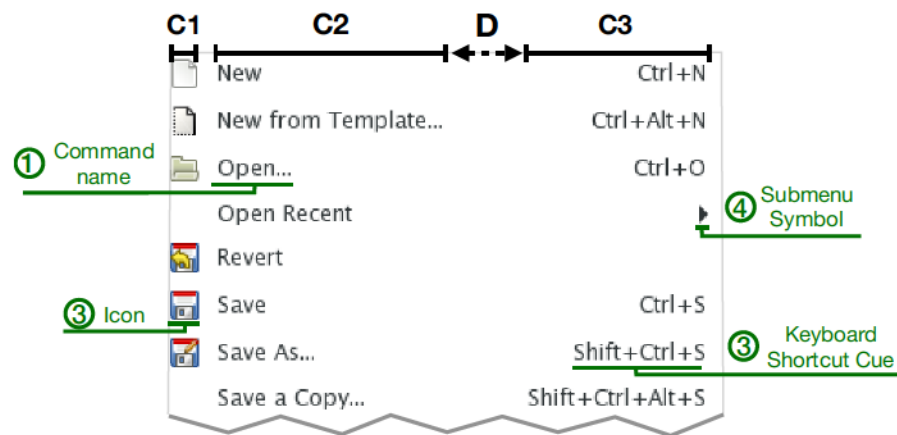 C1 C2 D C3
New Ctrl+N
New from Template... Ctrl+Alt+N
① Command
name
Open... Ctrl+O
Open Recent
④ Submenu
Symbol
Revert
③ Icon
Save Ctrl+S
Save As... Shift+Ctrl+S
③ Keyboard
Shortcut Cue
Save a Copy... Shift+Ctrl+Alt+S